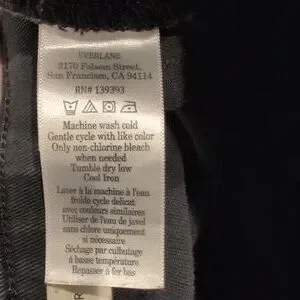 EVERLANE
2170 Folsom Street,
San Francisco, CA 94114
RN# 139393
Machine wash cold
Gentle cycle with like color
Only non-chlorine bleach
when needed
Tumble dry low
Cool Iron
Laver à la machine à l'eau
froide cycle delicat
avec couleurs similaires
Utiliser de l'eau de javel
sans chlore uniquement
si nécessaire
Séchage par culbutage
à basse température
Repasser à fer bas
R